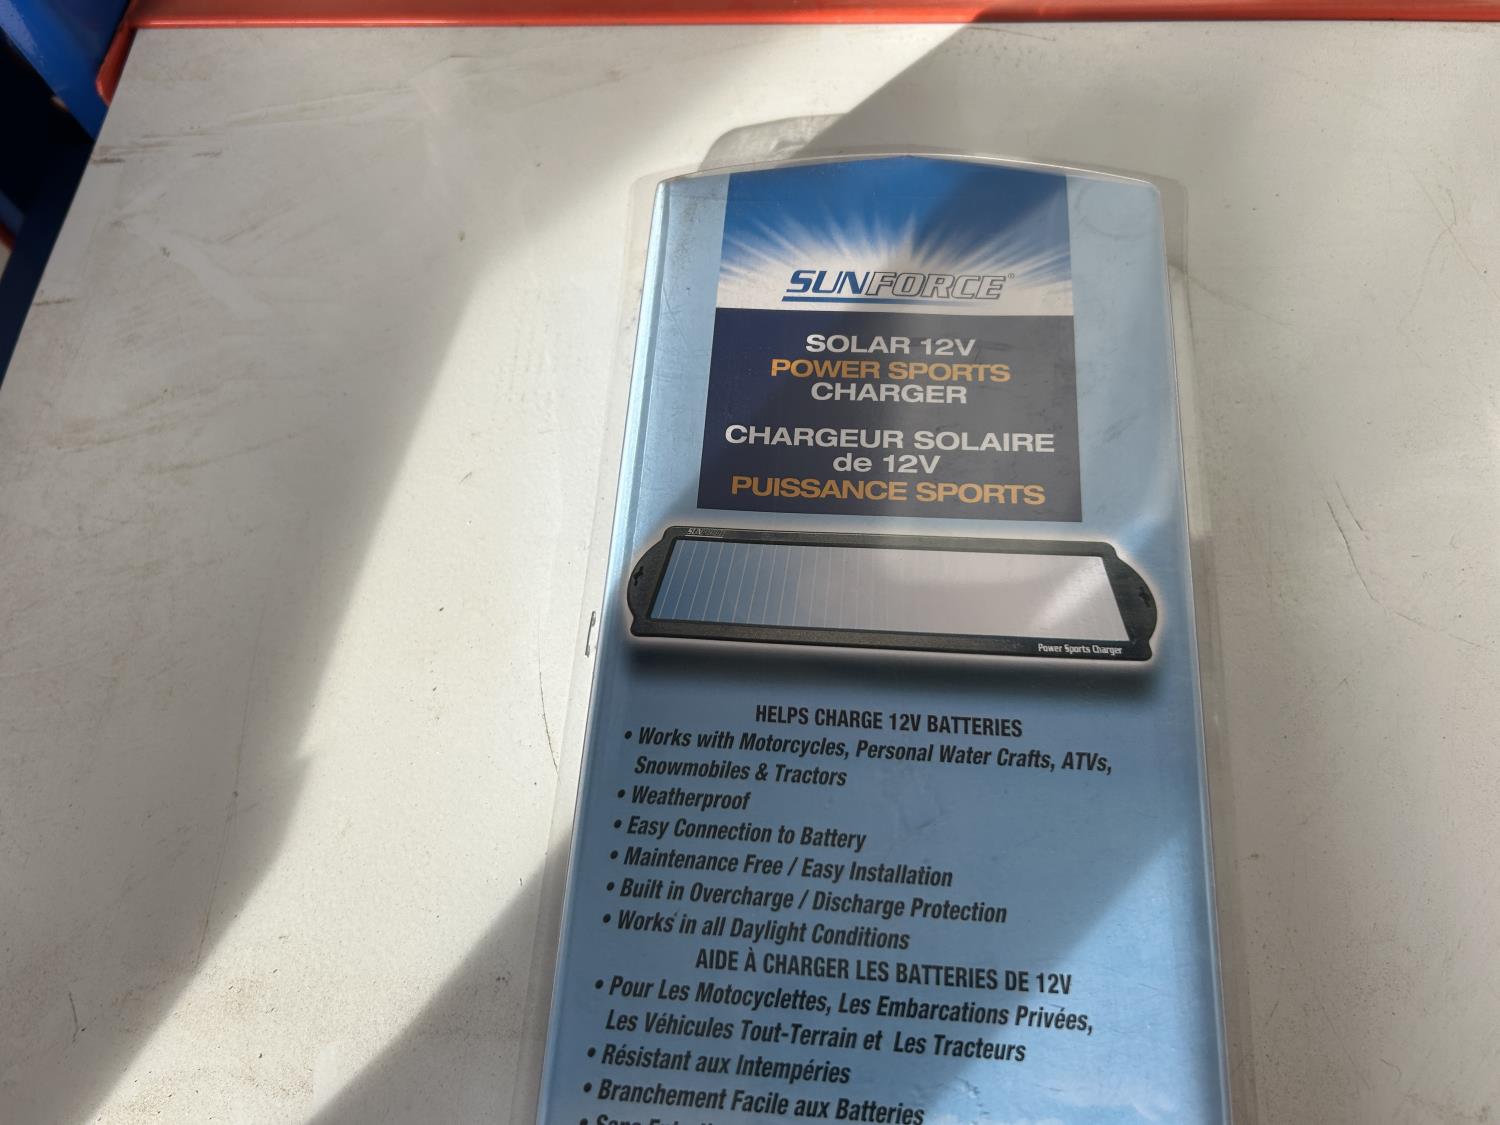 SUNFORCE®
SOLAR 12V
POWER SPORTS
CHARGER
CHARGEUR SOLAIRE
de 12V
PUISSANCE SPORTS
SUNFORCE
Power Sports Charger
HELPS CHARGE 12V BATTERIES
• Works with Motorcycles, Personal Water Crafts, ATVs,
Snowmobiles & Tractors
• Weatherproof
• Easy Connection to Battery
• Maintenance Free / Easy Installation
• Built in Overcharge / Discharge Protection
• Works in all Daylight Conditions
AIDE À CHARGER LES BATTERIES DE 12V
• Pour Les Motocyclettes, Les Embarcations Privées,
Les Véhicules Tout-Terrain et Les Tracteurs
• Résistant aux Intempéries
• Branchement Facile aux Batteries
• Sans